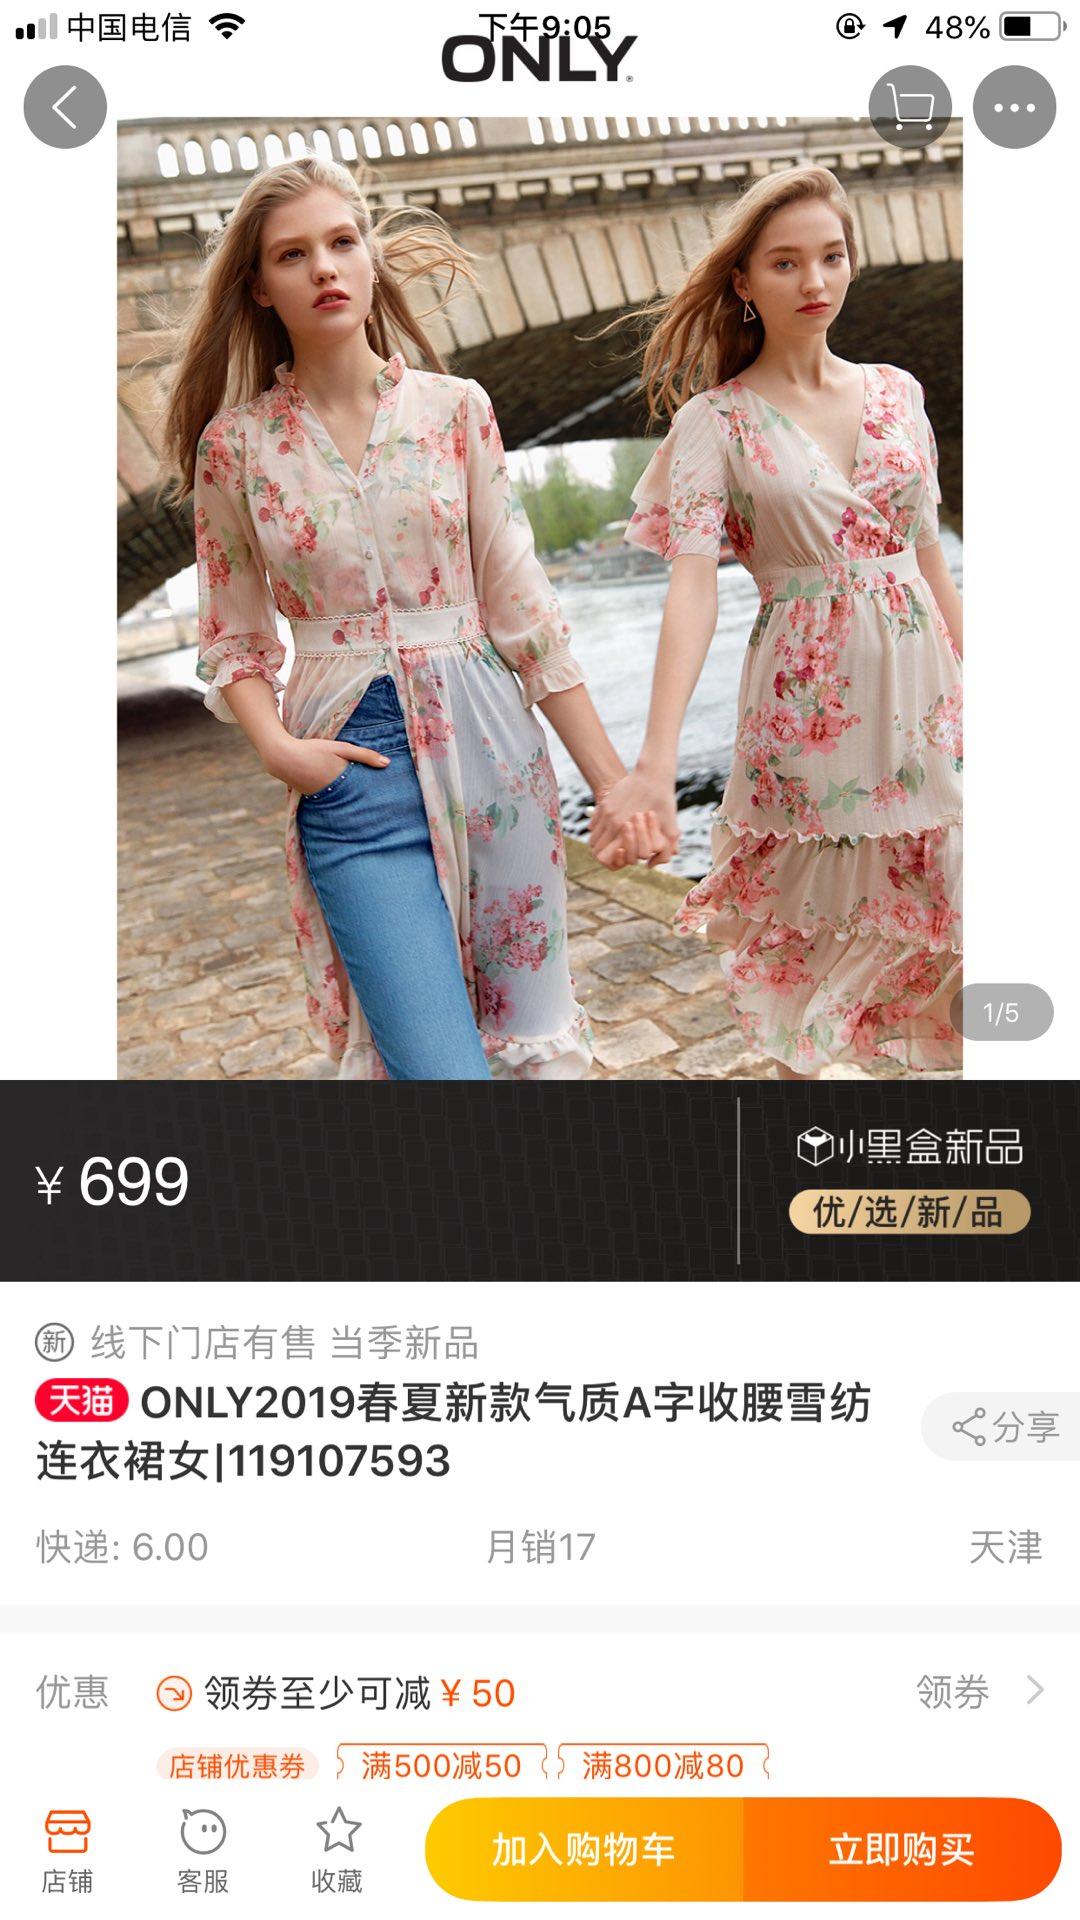 中国电信
下午9:05
48%
ONLY
1/5
¥ 699
小黑盒新品
优/选/新/品
新 线下门店有售 当季新品
天猫 ONLY2019春夏新款气质A字收腰雪纺
连衣裙女|119107593
分享
快递: 6.00
月销17
天津
优惠
领券至少可减 ¥ 50
领券
店铺优惠券
满500减50
满800减80
店铺
客服
收藏
加入购物车
立即购买